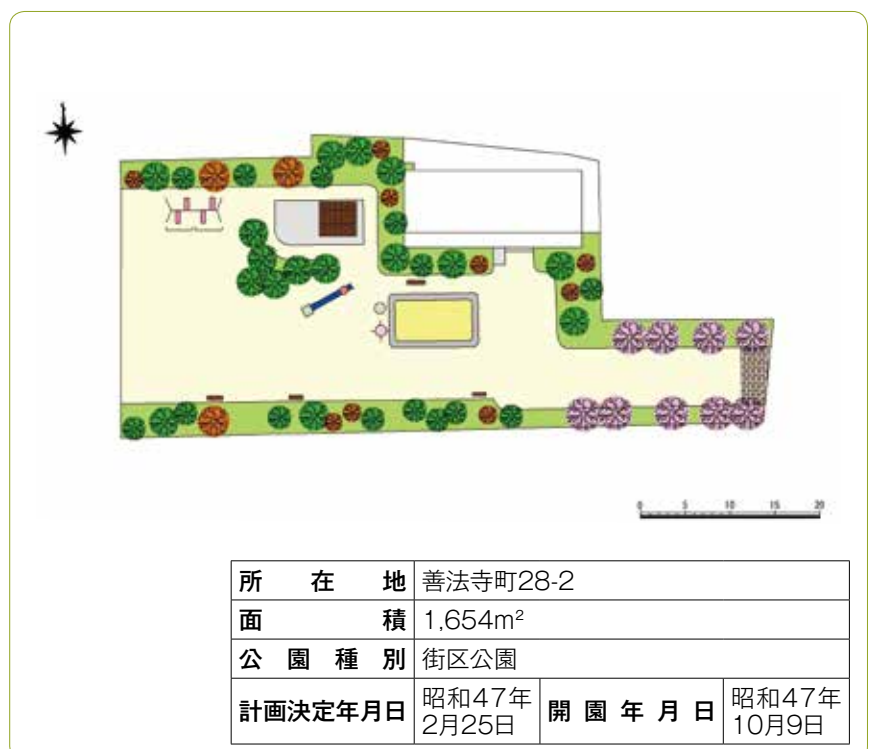 0 5 10 15 20
所在地 善法寺町28-2
面積 1,654m²
公園種別 街区公園
計画決定年月日 昭和47年
2月25日 開園年月日 昭和47年
10月9日